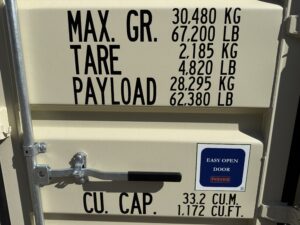 MAX. GR. 30,480 KG
67,200 LB
TARE 2,185 KG
4,820 LB
PAYLOAD 28,295 KG
62,380 LB
EASY OPEN
DOOR
CU. CAP. 33.2 CU.M.
1,172 CU.FT.